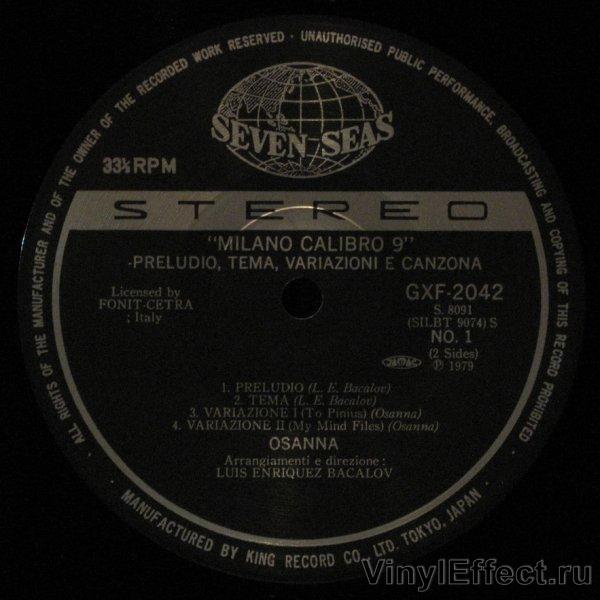 ALL RIGHTS OF THE MANUFACTURER AND OF THE OWNER OF THE RECORDED WORK RESERVED · UNAUTHORISED PUBLIC PERFORMANCE, BROADCASTING AND COPYING OF THIS RECORD PROHIBITED
SEVEN SEAS
33⅓ RPM
STEREO
"MILANO CALIBRO 9"
-PRELUDIO, TEMA, VARIAZIONI E CANZONA
Licensed by
FONIT-CETRA
; Italy
GXF-2042
S. 8091
(SILBT 9074) S
NO. 1
(2 Sides)
JASRAC ℗ 1979
1. PRELUDIO (L. E. Bacalov)
2. TEMA (L. E. Bacalov)
3. VARIAZIONE I (To Pinius) (Osanna)
4. VARIAZIONE II (My Mind Files) (Osanna)
OSANNA
Arrangiamenti e direzione :
LUIS ENRIQUEZ BACALOV
· MANUFACTURED BY KING RECORD CO., LTD. TOKYO, JAPAN ·
VinylEffect.ru